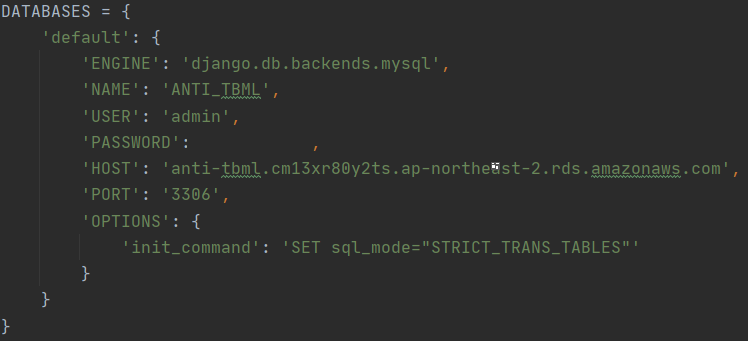 DATABASES = {
    'default': {
        'ENGINE': 'django.db.backends.mysql',
        'NAME': 'ANTI_TBML',
        'USER': 'admin',
        'PASSWORD':            ,
        'HOST': 'anti-tbml.cm13xr80y2ts.ap-northeast-2.rds.amazonaws.com',
        'PORT': '3306',
        'OPTIONS': {
            'init_command': 'SET sql_mode="STRICT_TRANS_TABLES"'
        }
    }
}